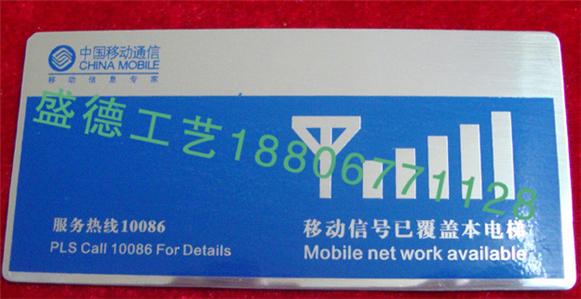 中国移动通信
CHINA MOBILE
移动信息专家
盛德工艺18806771128
服务热线10086
PLS Call 10086 For Details
移动信号已覆盖本电梯
Mobile net work available